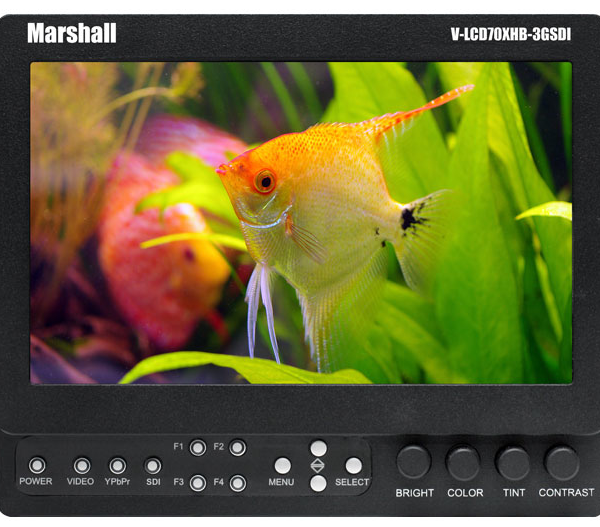 Marshall V-LCD70XHB-3GSDI
F1 F2
POWER VIDEO YPbPr SDI F3 F4 MENU SELECT
BRIGHT COLOR TINT CONTRAST